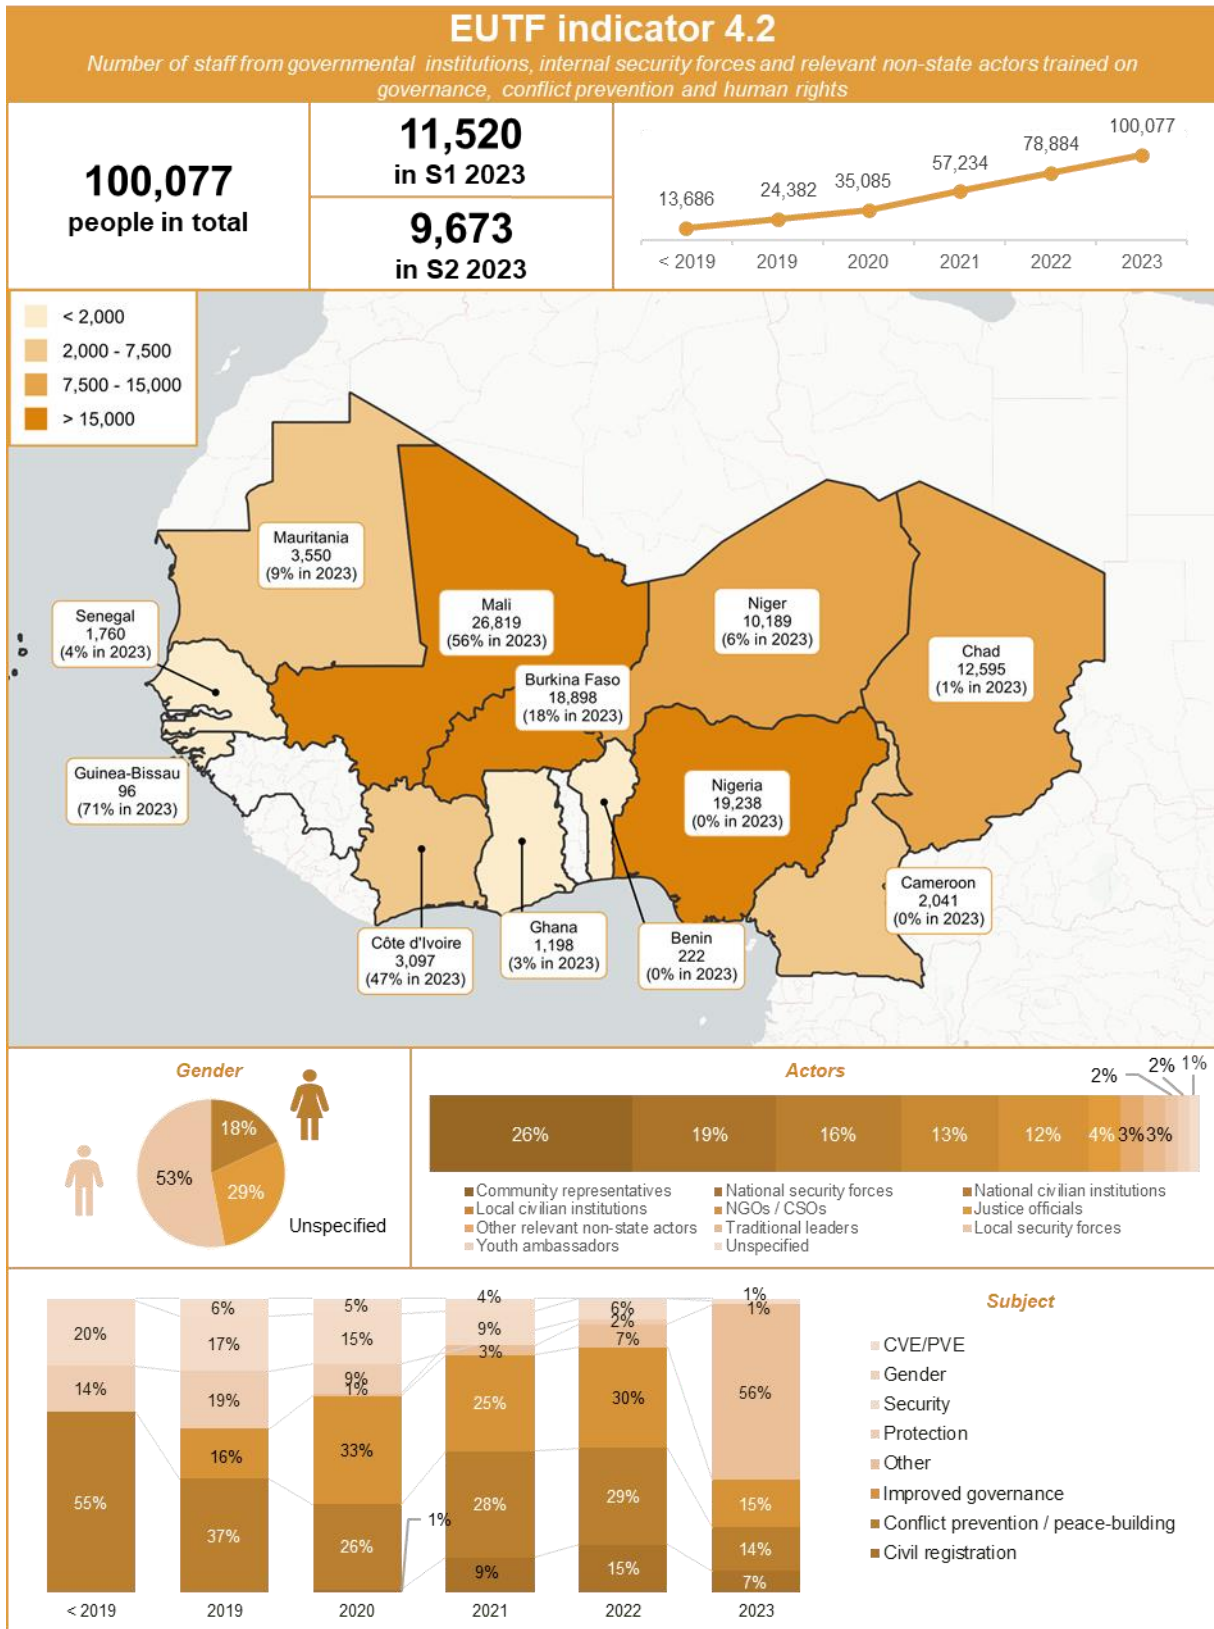 EUTF indicator 4.2
Number of staff from governmental institutions, internal security forces and relevant non-state actors trained on
governance, conflict prevention and human rights
100,077
people in total
11,520
in S1 2023
9,673
in S2 2023
13,686
24,382
35,085
57,234
78,884
100,077
< 2019
2019
2020
2021
2022
2023
< 2,000
2,000 - 7,500
7,500 - 15,000
> 15,000
Mauritania
3,550
(9% in 2023)
Senegal
1,760
(4% in 2023)
Mali
26,819
(56% in 2023)
Niger
10,189
(6% in 2023)
Chad
12,595
(1% in 2023)
Burkina Faso
18,898
(18% in 2023)
Guinea-Bissau
96
(71% in 2023)
Nigeria
19,238
(0% in 2023)
Cameroon
2,041
(0% in 2023)
Côte d'Ivoire
3,097
(47% in 2023)
Ghana
1,198
(3% in 2023)
Benin
222
(0% in 2023)
Gender
18%
53%
29%
Unspecified
Actors
2%
2%
1%
26%
19%
16%
13%
12%
4%
3%
3%
Community representatives
National security forces
National civilian institutions
Local civilian institutions
NGOs / CSOs
Justice officials
Other relevant non-state actors
Traditional leaders
Local security forces
Youth ambassadors
Unspecified
20%
14%
55%
< 2019
6%
17%
19%
16%
37%
2019
5%
15%
9%
1%
33%
26%
1%
2020
4%
9%
3%
25%
28%
9%
2021
6%
2%
7%
30%
29%
15%
2022
1%
1%
56%
15%
14%
7%
2023
Subject
CVE/PVE
Gender
Security
Protection
Other
Improved governance
Conflict prevention / peace-building
Civil registration